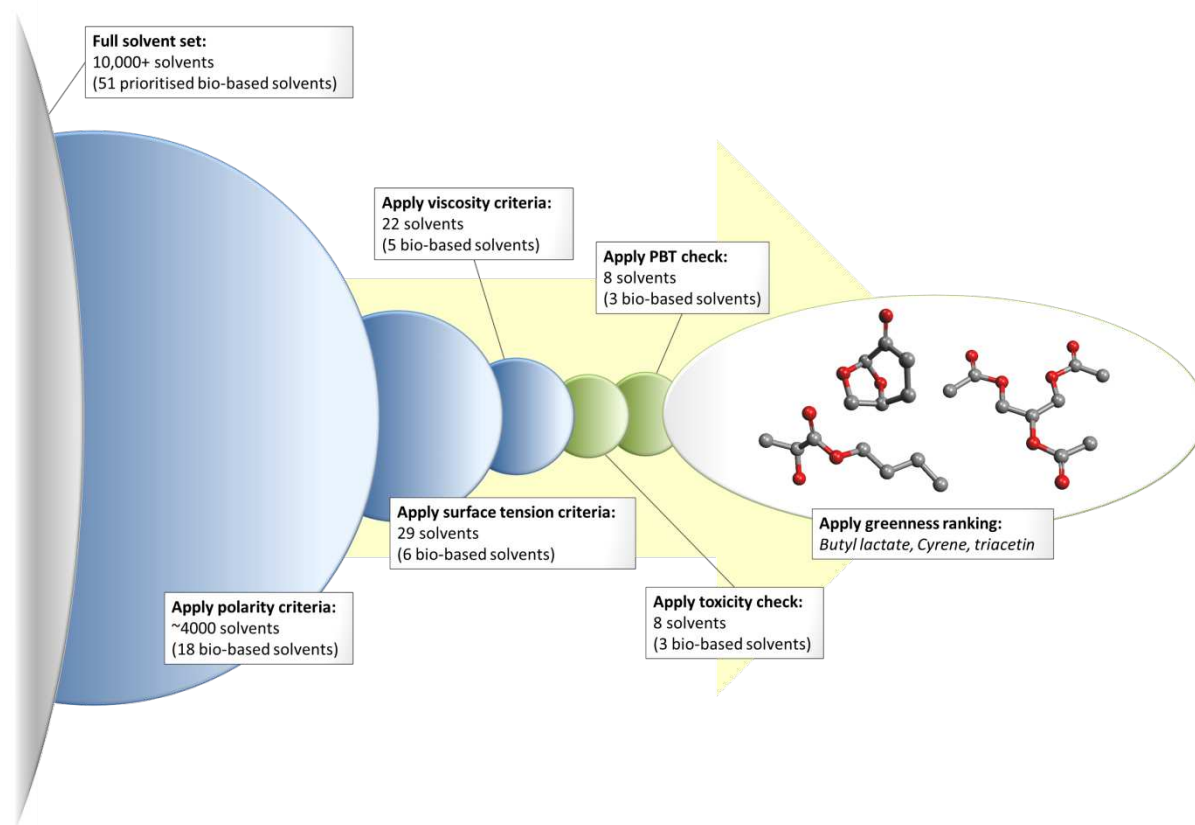 Full solvent set:
10,000+ solvents
(51 prioritised bio-based solvents)
Apply polarity criteria:
~4000 solvents
(18 bio-based solvents)
Apply surface tension criteria:
29 solvents
(6 bio-based solvents)
Apply viscosity criteria:
22 solvents
(5 bio-based solvents)
Apply toxicity check:
8 solvents
(3 bio-based solvents)
Apply PBT check:
8 solvents
(3 bio-based solvents)
Apply greenness ranking:
Butyl lactate, Cyrene, triacetin